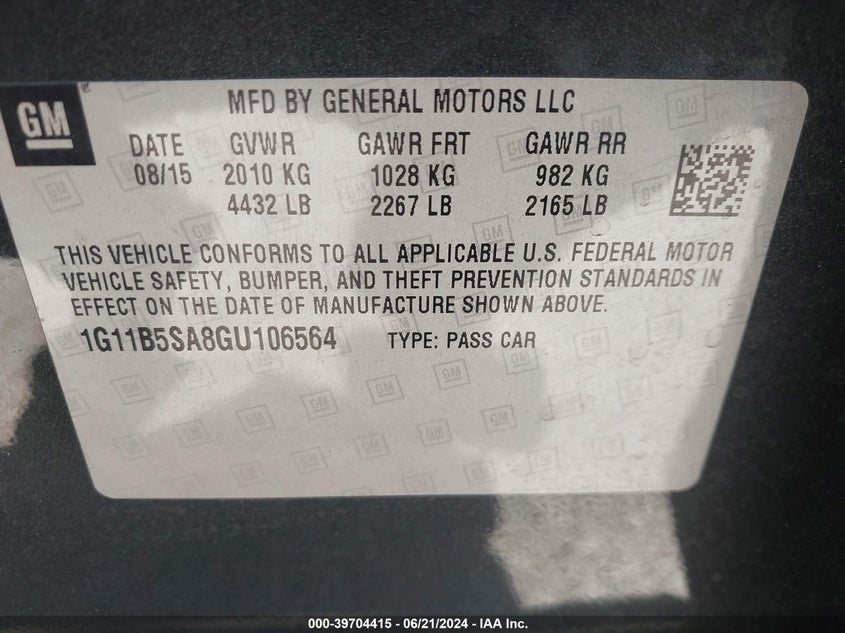 GM
MFD BY GENERAL MOTORS LLC
DATE GVWR GAWR FRT GAWR RR
08/15 2010 KG 1028 KG 982 KG
4432 LB 2267 LB 2165 LB
THIS VEHICLE CONFORMS TO ALL APPLICABLE U.S. FEDERAL MOTOR
VEHICLE SAFETY, BUMPER, AND THEFT PREVENTION STANDARDS IN
EFFECT ON THE DATE OF MANUFACTURE SHOWN ABOVE.
1G11B5SA8GU106564 TYPE: PASS CAR
000-39704415 - 06/21/2024 - IAA Inc.